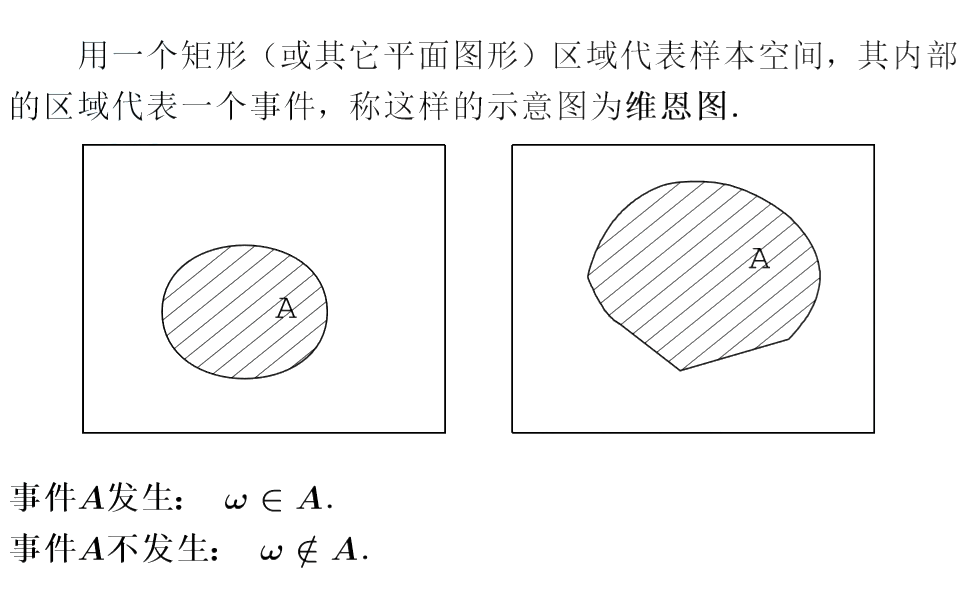 用一个矩形（或其它平面图形）区域代表样本空间，其内部
的区域代表一个事件，称这样的示意图为维恩图.
A
A
事件A发生： ω ∈ A.
事件A不发生： ω ∉ A.